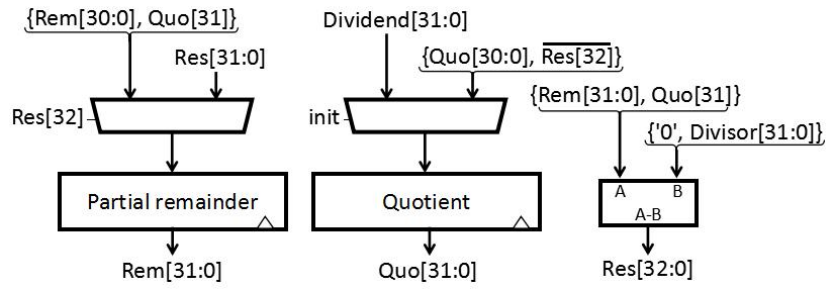 {Rem[30:0], Quo[31]}
Res[31:0]
Res[32]
Partial remainder
Rem[31:0]
Dividend[31:0]
{Quo[30:0], Res[32]}
init
Quotient
Quo[31:0]
{Rem[31:0], Quo[31]}
{'0', Divisor[31:0]}
A B
A-B
Res[32:0]